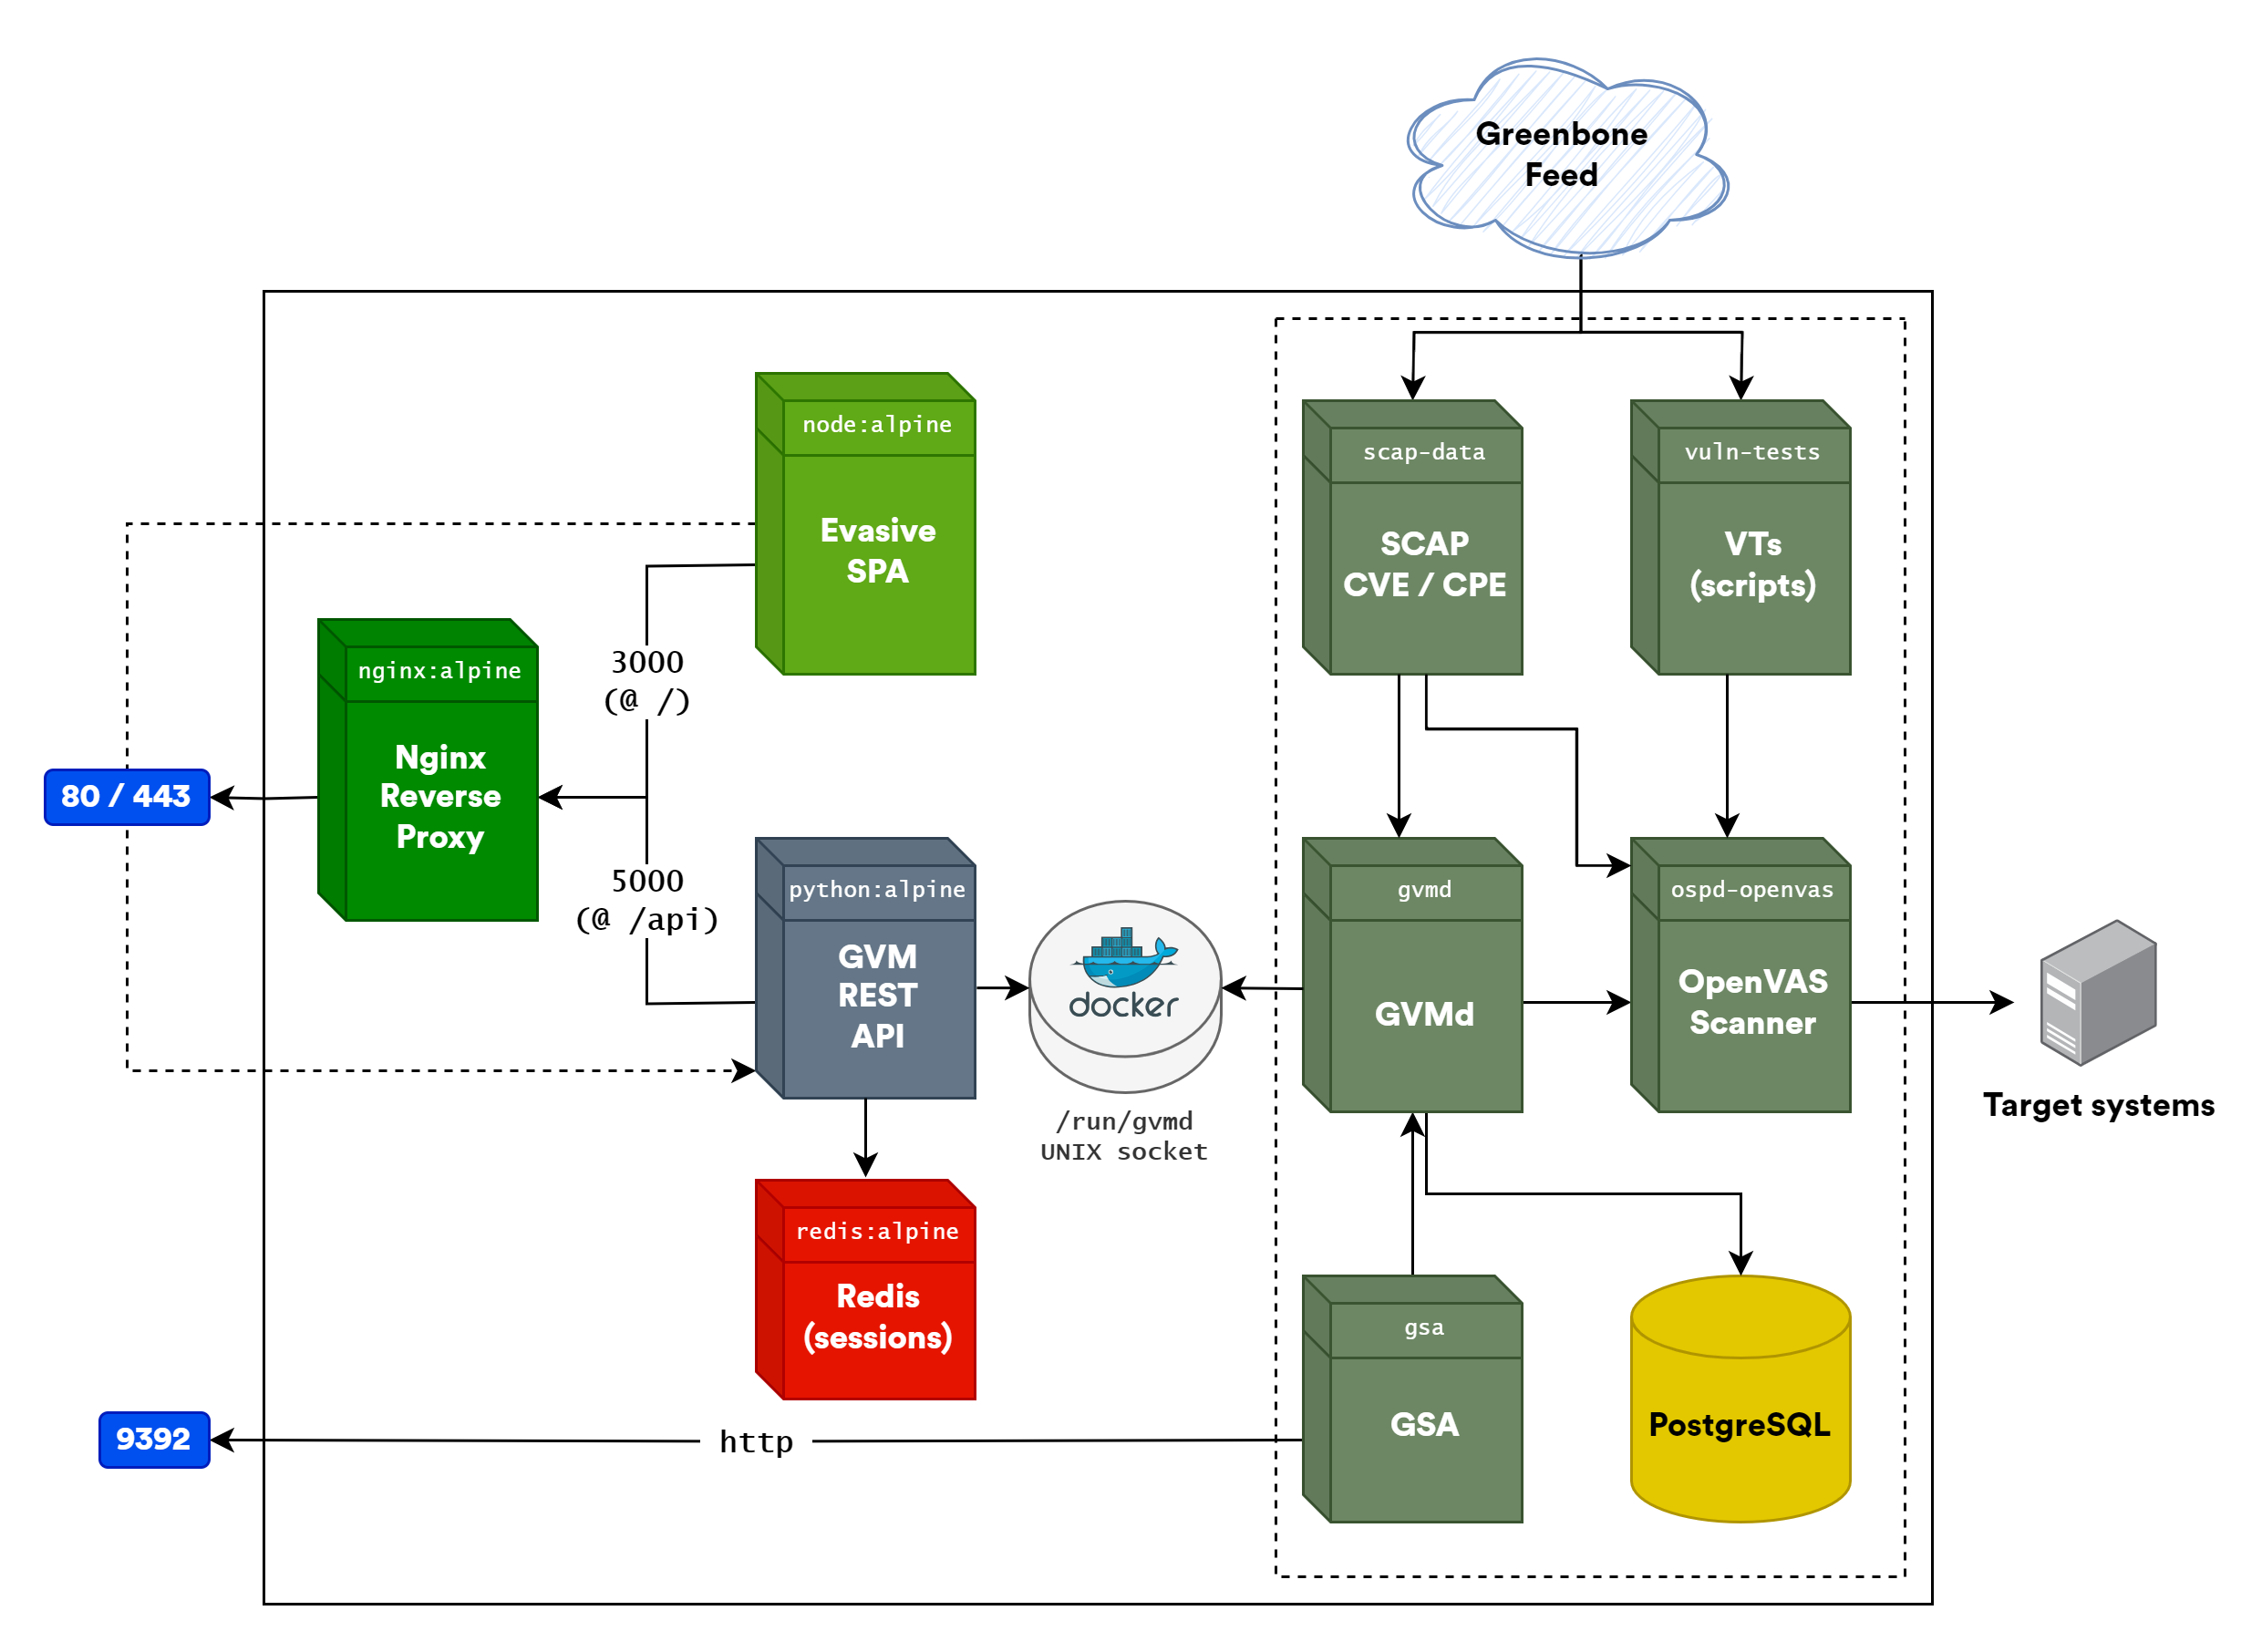 Greenbone
Feed
node:alpine
Evasive
SPA
scap-data
SCAP
CVE / CPE
vuln-tests
VTs
(scripts)
nginx:alpine
Nginx
Reverse
Proxy
3000
(@ /)
80 / 443
5000
(@ /api)
python:alpine
GVM
REST
API
docker
/run/gvmd
UNIX socket
gvmd
GVMd
ospd-openvas
OpenVAS
Scanner
Target systems
redis:alpine
Redis
(sessions)
gsa
GSA
PostgreSQL
9392
http